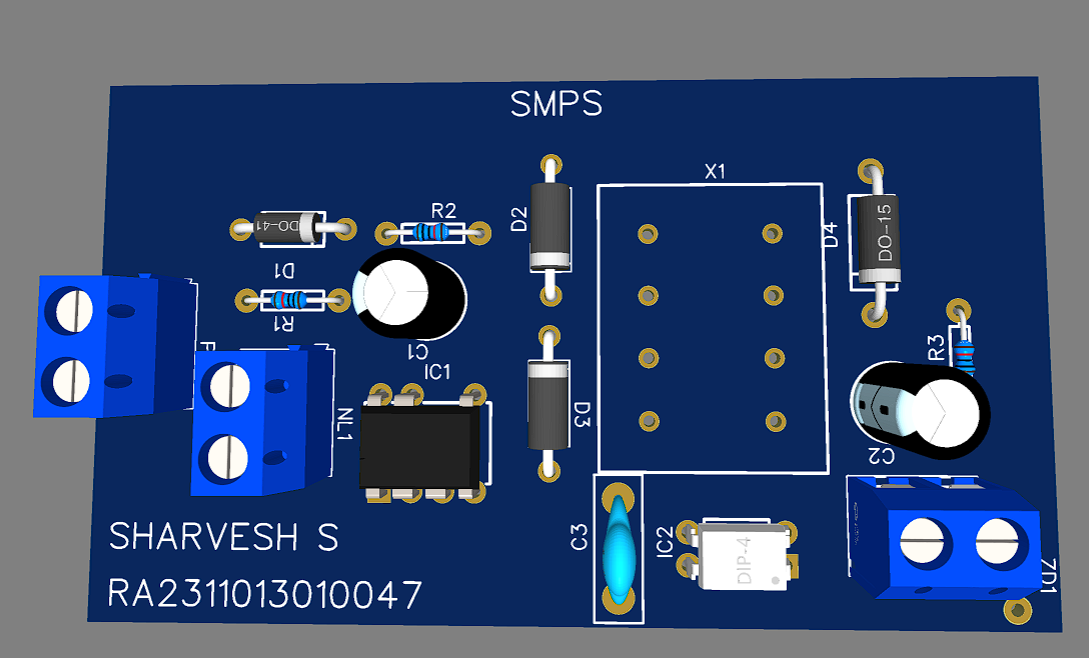 SMPS
X1
R2
D2
D4
DO-15
DO-41
D1
R1
R3
C1
IC1
D3
C2
NL1
C3
IC2
DIP-4
ZD1
SHARVESH S
RA2311013010047